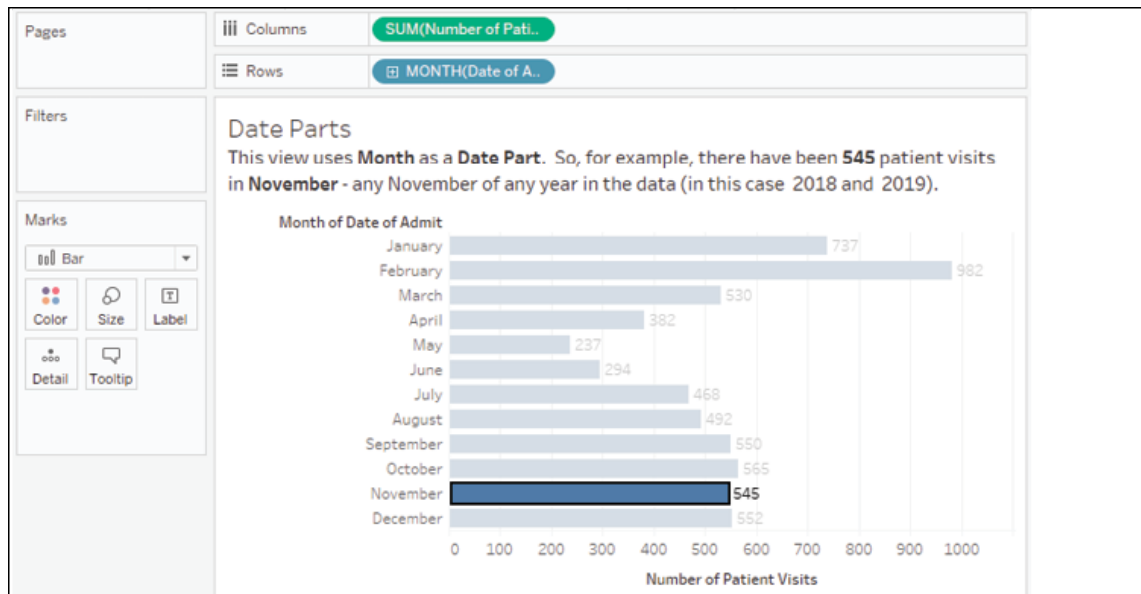 Pages
Columns
SUM(Number of Pati..
Rows
MONTH(Date of A..
Filters
Date Parts
This view uses Month as a Date Part. So, for example, there have been 545 patient visits
in November - any November of any year in the data (in this case 2018 and 2019).
Marks
Bar
Color
Size
Label
Detail
Tooltip
Month of Date of Admit
January 737
February 982
March 530
April 382
May 237
June 294
July 468
August 492
September 550
October 565
November 545
December 552
0 100 200 300 400 500 600 700 800 900 1000
Number of Patient Visits